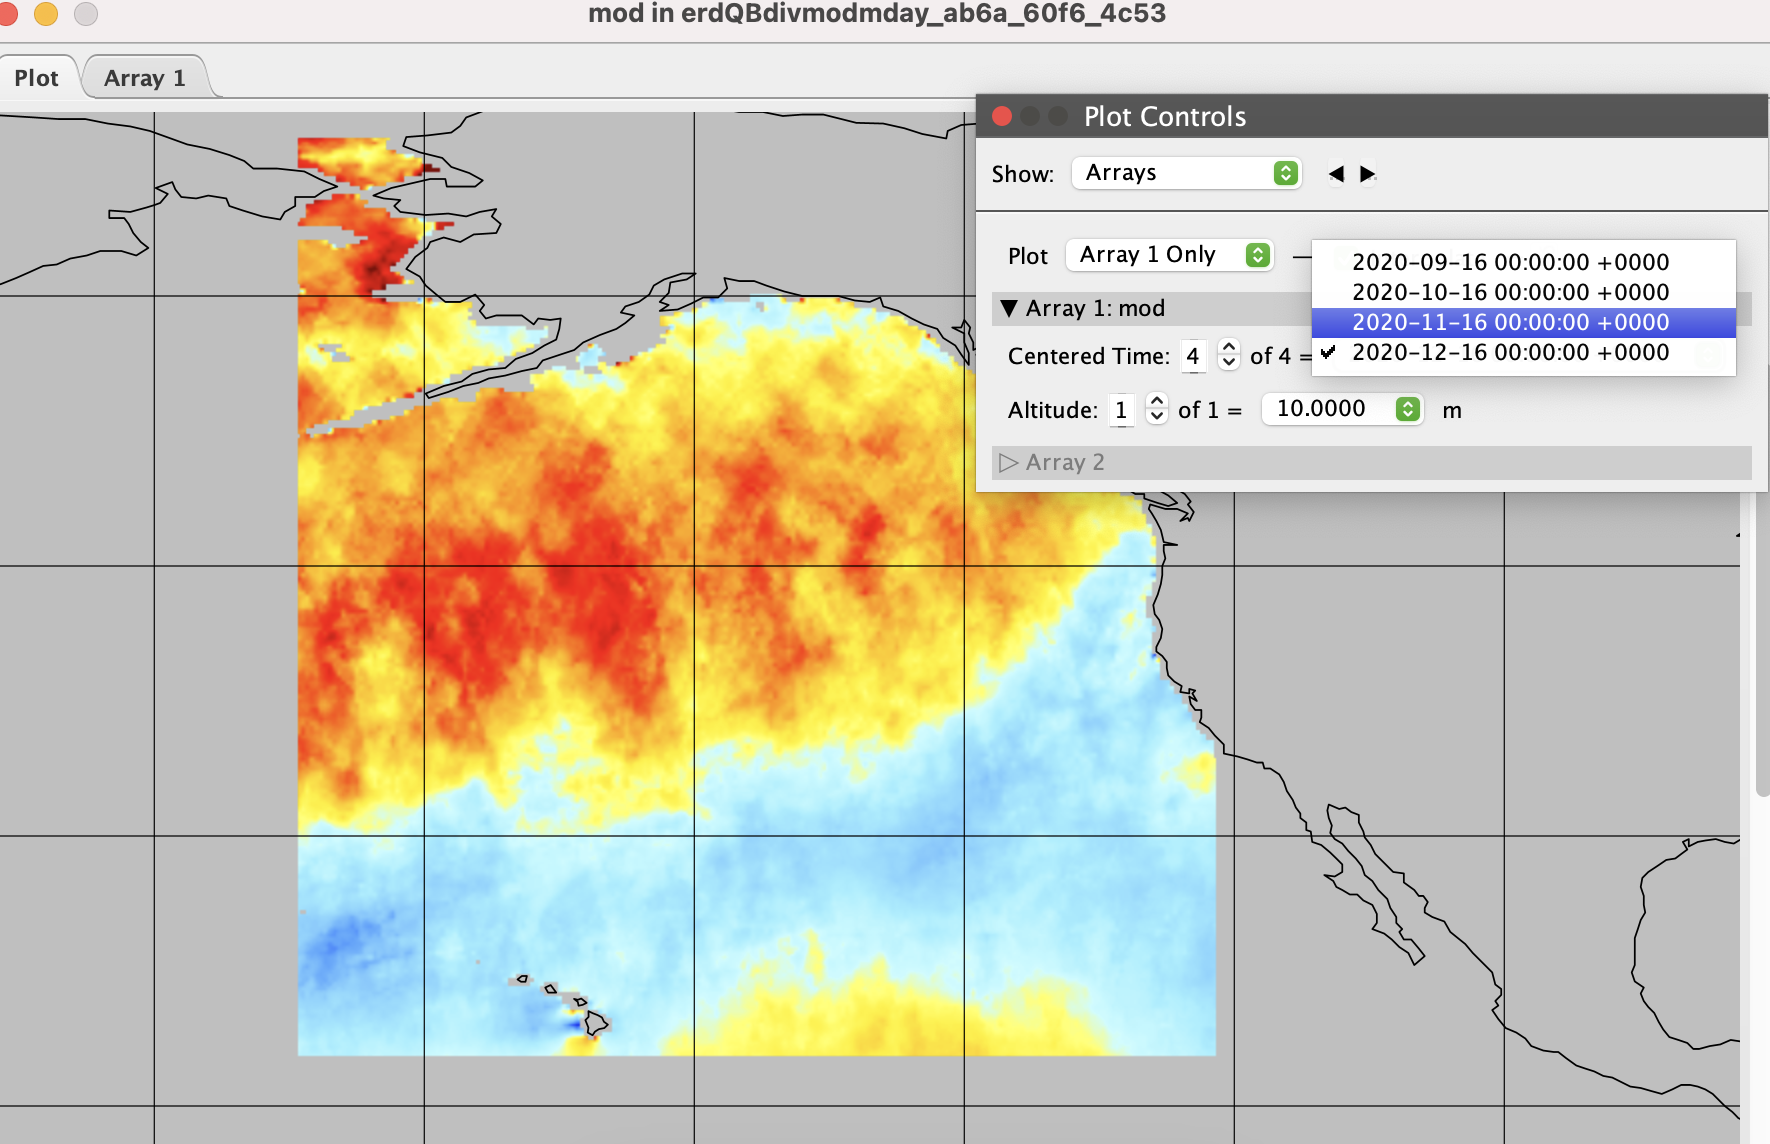 mod in erdQBdivmodmday_ab6a_60f6_4c53
Plot
Array 1
Plot Controls
Show: Arrays
Plot Array 1 Only
2020-09-16 00:00:00 +0000
2020-10-16 00:00:00 +0000
2020-11-16 00:00:00 +0000
2020-12-16 00:00:00 +0000
Array 1: mod
Centered Time: 4 of 4 =
Altitude: 1 of 1 = 10.0000 m
Array 2